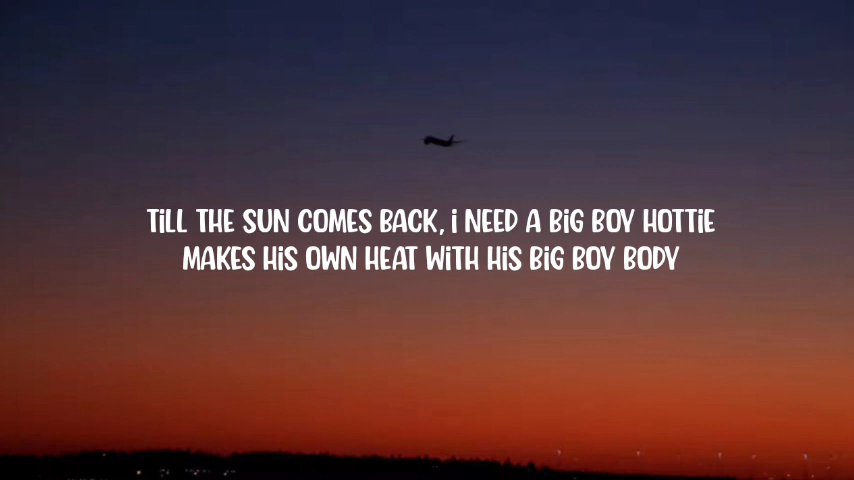 TiLL THE SUN COMES BACK, i NEED A BiG BOY HOTTiE
MAKES HiS OWN HEAT WiTH HiS BiG BOY BODY